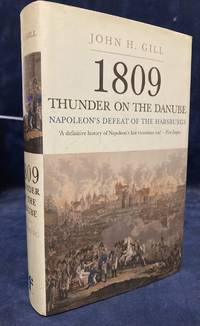 JOHN H. GILL
1809
THUNDER ON THE DANUBE
NAPOLEON'S DEFEAT OF THE HABSBURGS
'A definitive history of Napoleon's last victorious war' –
1809
THUNDER
ON THE
DANUBE